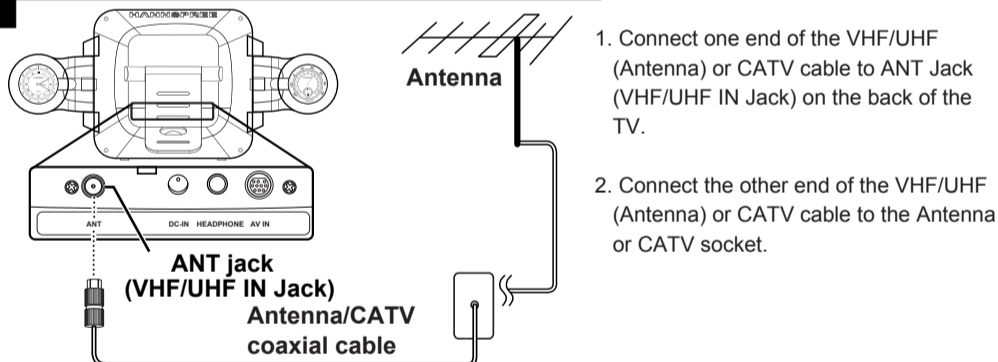 HANNSPREE
Antenna
ANT
DC-IN HEADPHONE AV IN
ANT jack
(VHF/UHF IN Jack)
Antenna/CATV
coaxial cable
1. Connect one end of the VHF/UHF
(Antenna) or CATV cable to ANT Jack
(VHF/UHF IN Jack) on the back of the
TV.
2. Connect the other end of the VHF/UHF
(Antenna) or CATV cable to the Antenna
or CATV socket.